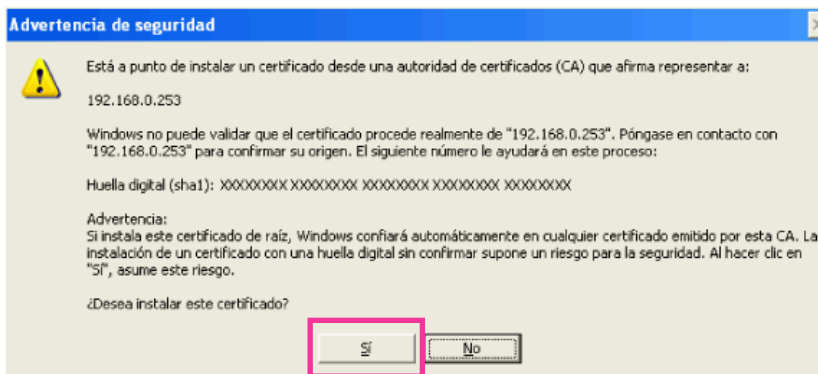 Advertencia de seguridad
Está a punto de instalar un certificado desde una autoridad de certificados (CA) que afirma representar a:
192.168.0.253
Windows no puede validar que el certificado procede realmente de "192.168.0.253". Póngase en contacto con
"192.168.0.253" para confirmar su origen. El siguiente número le ayudará en este proceso:
Huella digital (sha1): XXXXXXXX XXXXXXXX XXXXXXXX XXXXXXXX XXXXXXXX
Advertencia:
Si instala este certificado de raíz, Windows confiará automáticamente en cualquier certificado emitido por esta CA. La
instalación de un certificado con una huella digital sin confirmar supone un riesgo para la seguridad. Al hacer clic en
"Sí", asume este riesgo.
¿Desea instalar este certificado?
Sí No